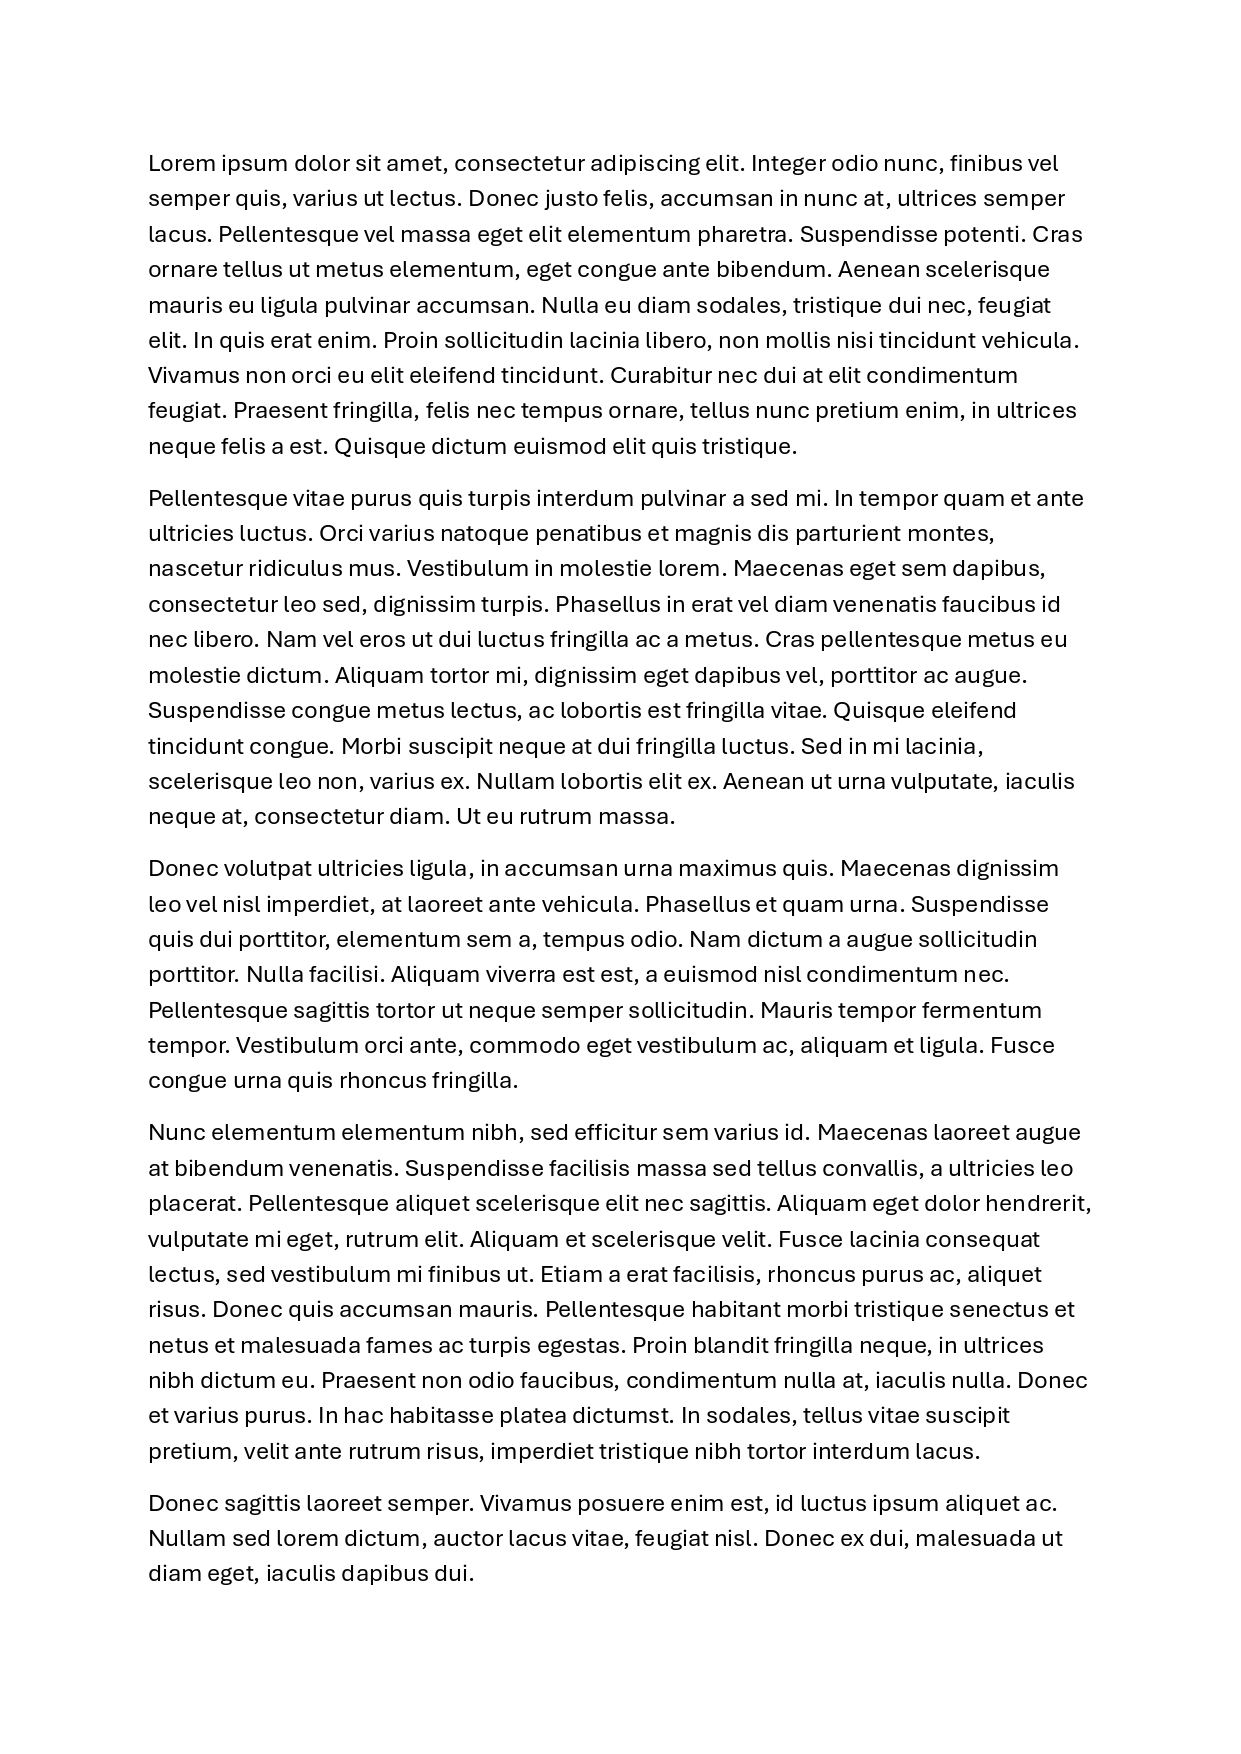 Lorem ipsum dolor sit amet, consectetur adipiscing elit. Integer odio nunc, finibus vel
semper quis, varius ut lectus. Donec justo felis, accumsan in nunc at, ultrices semper
lacus. Pellentesque vel massa eget elit elementum pharetra. Suspendisse potenti. Cras
ornare tellus ut metus elementum, eget congue ante bibendum. Aenean scelerisque
mauris eu ligula pulvinar accumsan. Nulla eu diam sodales, tristique dui nec, feugiat
elit. In quis erat enim. Proin sollicitudin lacinia libero, non mollis nisi tincidunt vehicula.
Vivamus non orci eu elit eleifend tincidunt. Curabitur nec dui at elit condimentum
feugiat. Praesent fringilla, felis nec tempus ornare, tellus nunc pretium enim, in ultrices
neque felis a est. Quisque dictum euismod elit quis tristique.
Pellentesque vitae purus quis turpis interdum pulvinar a sed mi. In tempor quam et ante
ultricies luctus. Orci varius natoque penatibus et magnis dis parturient montes,
nascetur ridiculus mus. Vestibulum in molestie lorem. Maecenas eget sem dapibus,
consectetur leo sed, dignissim turpis. Phasellus in erat vel diam venenatis faucibus id
nec libero. Nam vel eros ut dui luctus fringilla ac a metus. Cras pellentesque metus eu
molestie dictum. Aliquam tortor mi, dignissim eget dapibus vel, porttitor ac augue.
Suspendisse congue metus lectus, ac lobortis est fringilla vitae. Quisque eleifend
tincidunt congue. Morbi suscipit neque at dui fringilla luctus. Sed in mi lacinia,
scelerisque leo non, varius ex. Nullam lobortis elit ex. Aenean ut urna vulputate, iaculis
neque at, consectetur diam. Ut eu rutrum massa.
Donec volutpat ultricies ligula, in accumsan urna maximus quis. Maecenas dignissim
leo vel nisl imperdiet, at laoreet ante vehicula. Phasellus et quam urna. Suspendisse
quis dui porttitor, elementum sem a, tempus odio. Nam dictum a augue sollicitudin
porttitor. Nulla facilisi. Aliquam viverra est est, a euismod nisl condimentum nec.
Pellentesque sagittis tortor ut neque semper sollicitudin. Mauris tempor fermentum
tempor. Vestibulum orci ante, commodo eget vestibulum ac, aliquam et ligula. Fusce
congue urna quis rhoncus fringilla.
Nunc elementum elementum nibh, sed efficitur sem varius id. Maecenas laoreet augue
at bibendum venenatis. Suspendisse facilisis massa sed tellus convallis, a ultricies leo
placerat. Pellentesque aliquet scelerisque elit nec sagittis. Aliquam eget dolor hendrerit,
vulputate mi eget, rutrum elit. Aliquam et scelerisque velit. Fusce lacinia consequat
lectus, sed vestibulum mi finibus ut. Etiam a erat facilisis, rhoncus purus ac, aliquet
risus. Donec quis accumsan mauris. Pellentesque habitant morbi tristique senectus et
netus et malesuada fames ac turpis egestas. Proin blandit fringilla neque, in ultrices
nibh dictum eu. Praesent non odio faucibus, condimentum nulla at, iaculis nulla. Donec
et varius purus. In hac habitasse platea dictumst. In sodales, tellus vitae suscipit
pretium, velit ante rutrum risus, imperdiet tristique nibh tortor interdum lacus.
Donec sagittis laoreet semper. Vivamus posuere enim est, id luctus ipsum aliquet ac.
Nullam sed lorem dictum, auctor lacus vitae, feugiat nisl. Donec ex dui, malesuada ut
diam eget, iaculis dapibus dui.